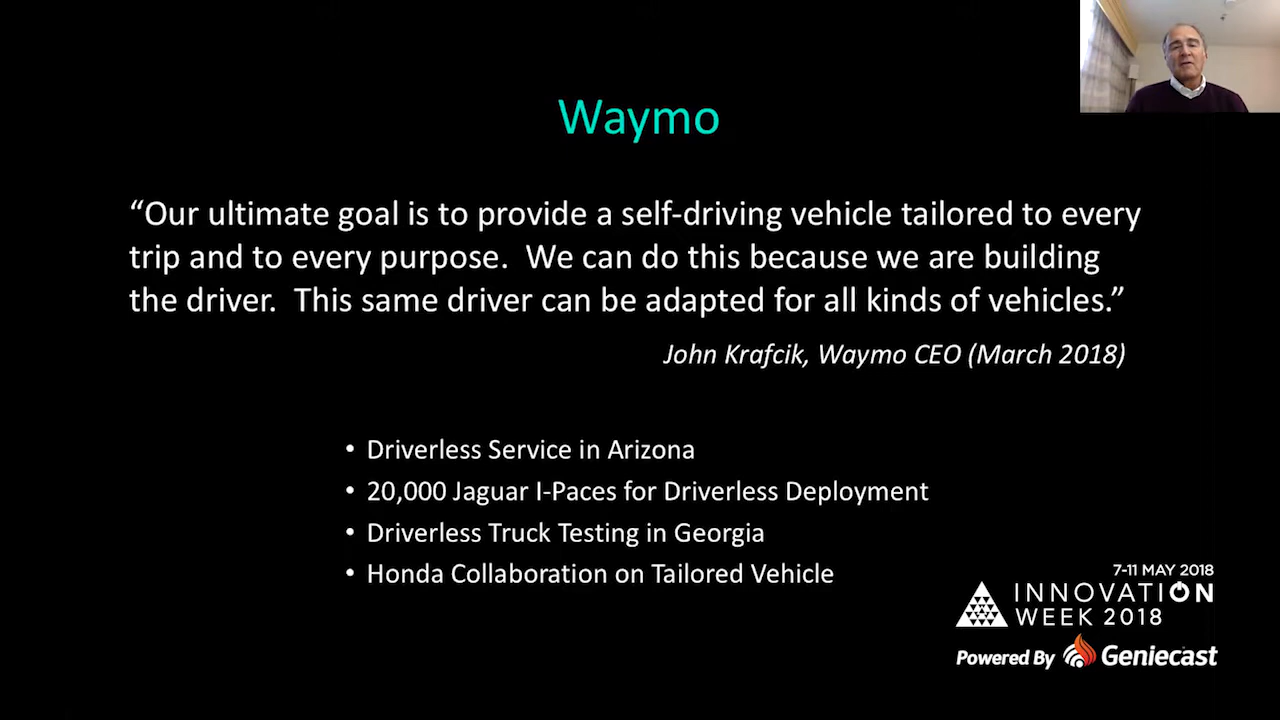 Waymo
“Our ultimate goal is to provide a self-driving vehicle tailored to every
trip and to every purpose.  We can do this because we are building
the driver.  This same driver can be adapted for all kinds of vehicles.”
John Krafcik, Waymo CEO (March 2018)
• Driverless Service in Arizona
• 20,000 Jaguar I-Paces for Driverless Deployment
• Driverless Truck Testing in Georgia
• Honda Collaboration on Tailored Vehicle
7-11 MAY 2018
INNOVATION
WEEK 2018
Powered By Geniecast